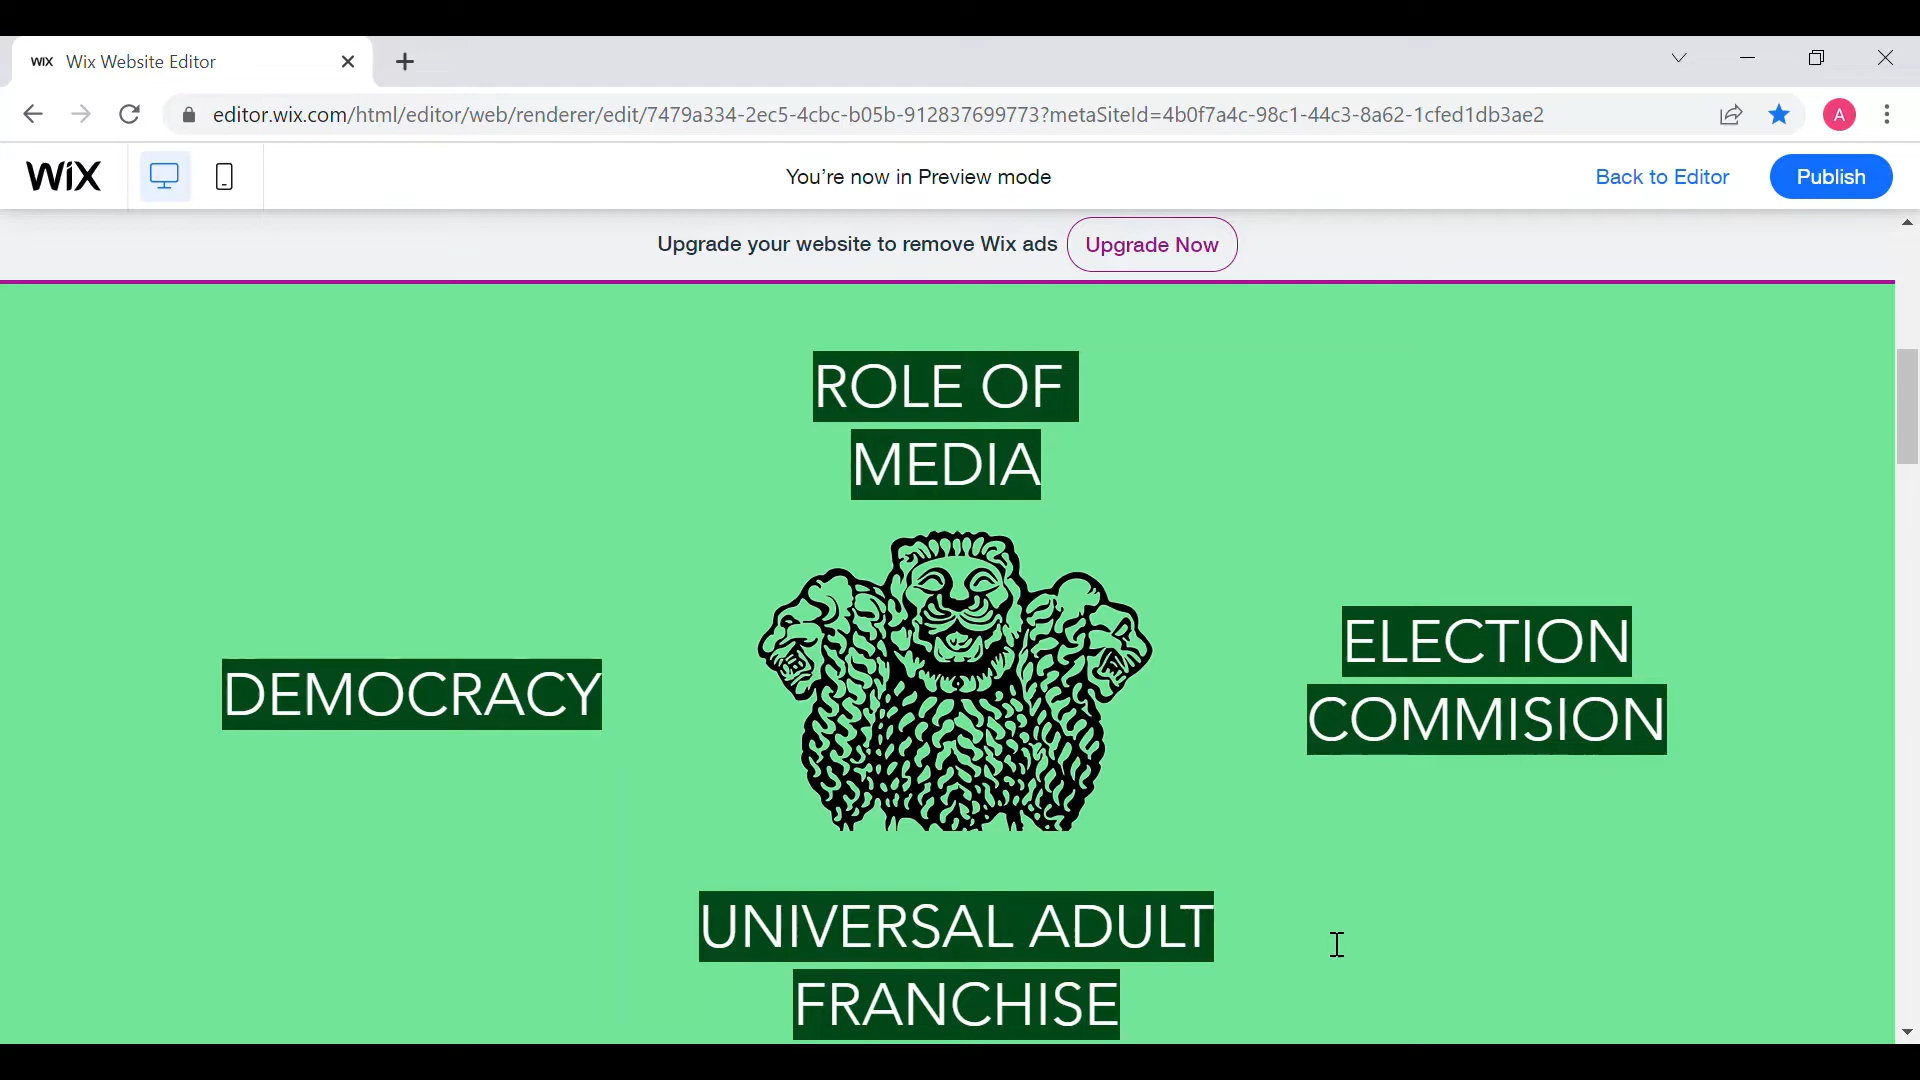 WIX Wix Website Editor
editor.wix.com/html/editor/web/renderer/edit/7479a334-2ec5-4cbc-b05b-912837699773?metaSiteId=4b0f7a4c-98c1-44c3-8a62-1cfed1db3ae2
A
WiX
You're now in Preview mode
Back to Editor
Publish
Upgrade your website to remove Wix ads
Upgrade Now
ROLE OF
MEDIA
DEMOCRACY
ELECTION
COMMISION
UNIVERSAL ADULT
FRANCHISE